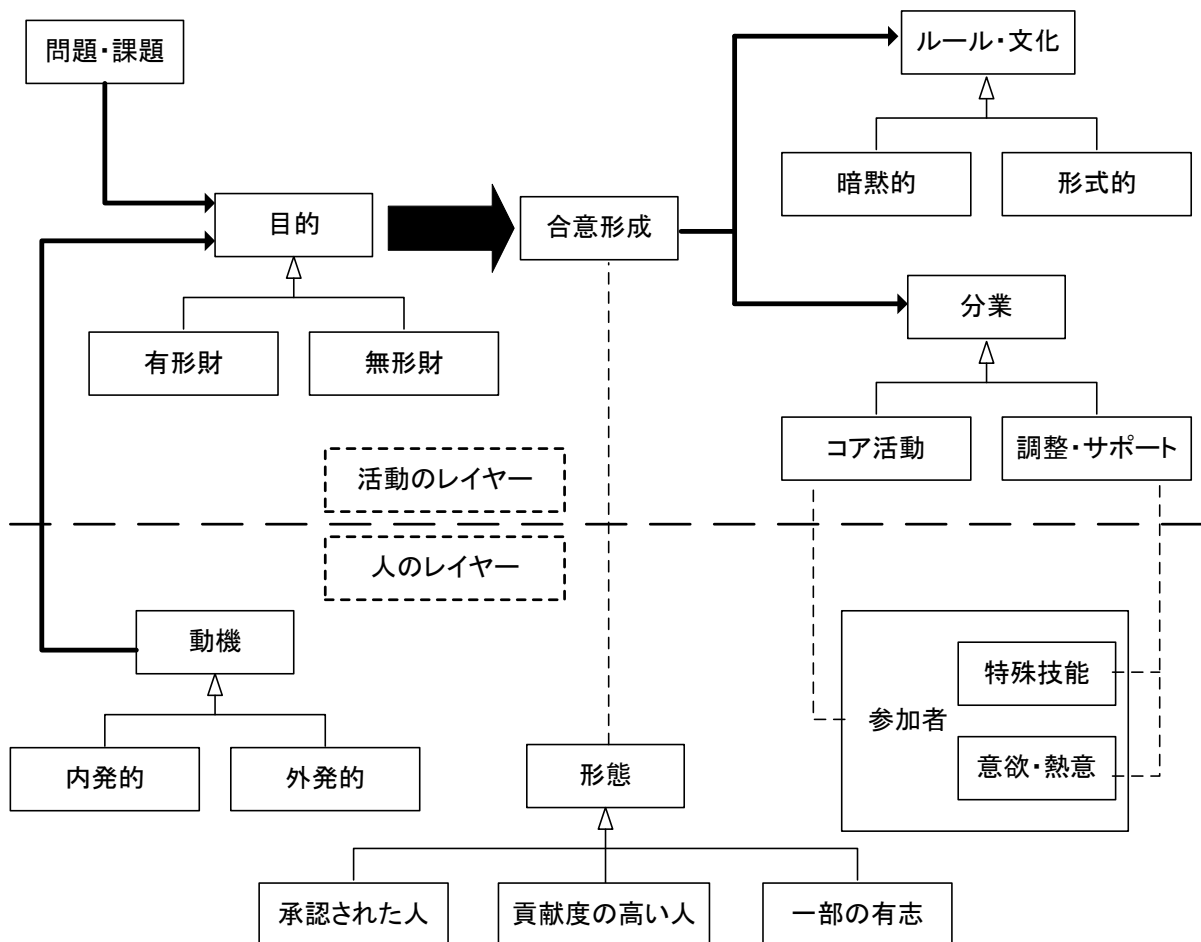 問題・課題
ルール・文化
暗黙的
形式的
目的
合意形成
有形財
無形財
分業
コア活動
調整・サポート
活動のレイヤー
人のレイヤー
動機
内発的
外発的
形態
参加者
特殊技能
意欲・熱意
承認された人
貢献度の高い人
一部の有志